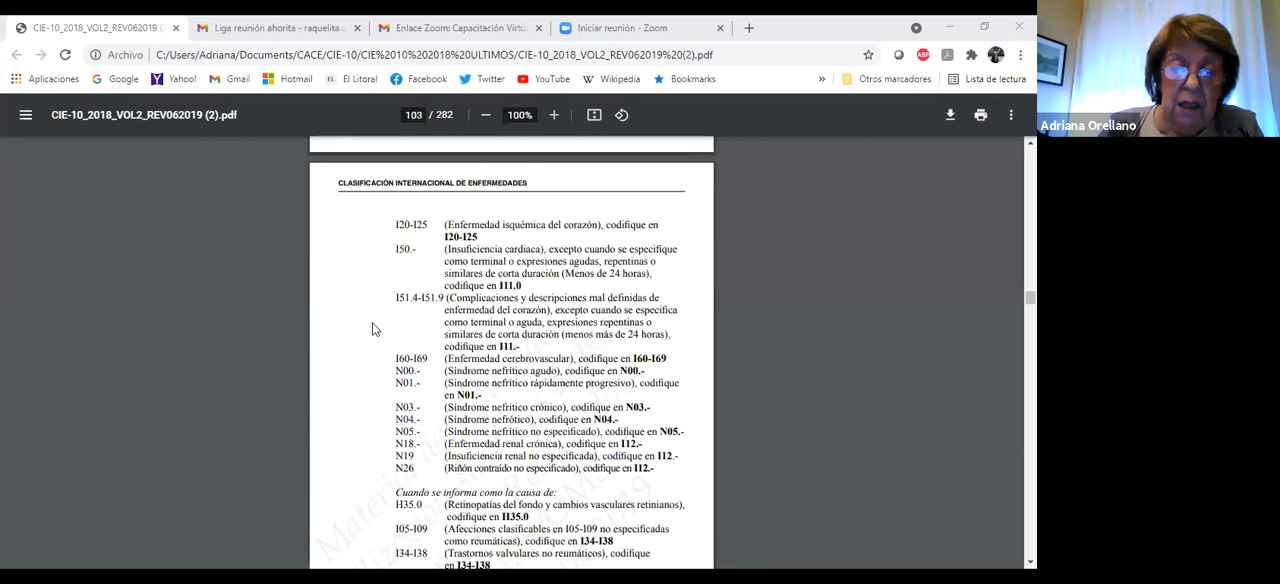 CIE-10_2018_VOL2_REV062019 (2)
Liga reunión ahorita - raquelita.c
Enlace Zoom: Capacitación Virtu
Iniciar reunión - Zoom
Archivo C:/Users/Adriana/Documents/CACE/CIE-10/CIE%2010%202018%20ULTIMOS/CIE-10_2018_VOL2_REV062019%20(2).pdf
ABP
Aplicaciones Google Yahoo! Gmail Hotmail El Litoral Facebook Twitter YouTube Wikipedia Bookmarks » Otros marcadores Lista de lectura
CIE-10_2018_VOL2_REV062019 (2).pdf 103 / 282 100%
Adriana Orellano
CLASIFICACIÓN INTERNACIONAL DE ENFERMEDADES
I20-I25 (Enfermedad isquémica del corazón), codifique en
I20-I25
I50.- (Insuficiencia cardiaca), excepto cuando se especifique
como terminal o expresiones agudas, repentinas o
similares de corta duración (Menos de 24 horas),
codifique en I11.0
I51.4-I51.9 (Complicaciones y descripciones mal definidas de
enfermedad del corazón), excepto cuando se especifica
como terminal o aguda, expresiones repentinas o
similares de corta duración (menos más de 24 horas),
codifique en I11.-
I60-I69 (Enfermedad cerebrovascular), codifique en I60-I69
N00.- (Síndrome nefrítico agudo), codifique en N00.-
N01.- (Síndrome nefrítico rápidamente progresivo), codifique
en N01.-
N03.- (Síndrome nefrítico crónico), codifique en N03.-
N04.- (Síndrome nefrótico), codifique en N04.-
N05.- (Síndrome nefrítico no especificado), codifique en N05.-
N18.- (Enfermedad renal crónica), codifique en I12.-
N19 (Insuficiencia renal no especificada), codifique en I12.-
N26 (Riñón contraído no especificado), codifique en I12.-
Cuando se informa como la causa de:
H35.0 (Retinopatías del fondo y cambios vasculares retinianos),
codifique en H35.0
I05-I09 (Afecciones clasificables en I05-I09 no especificadas
como reumáticas), codifique en I34-I38
I34-I38 (Trastornos valvulares no reumáticos), codifique
en I34-I38